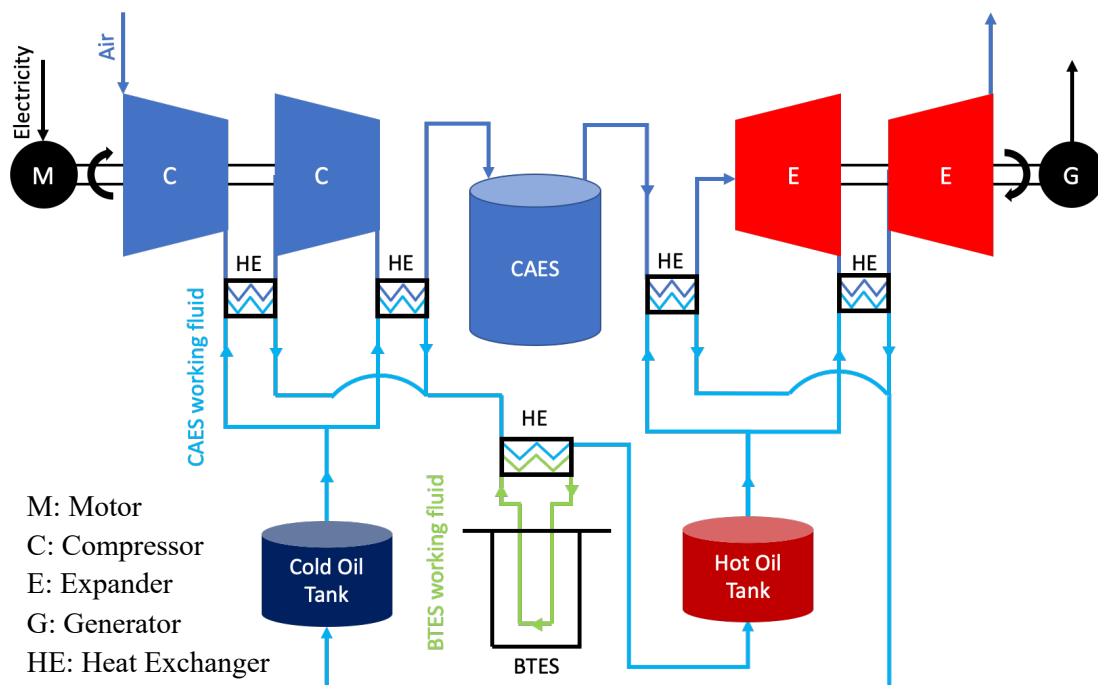 Air
Electricity
M
C
C
E
E
G
HE
HE
CAES
HE
HE
CAES working fluid
HE
BTES working fluid
Cold Oil
Tank
Hot Oil
Tank
BTES
M: Motor
C: Compressor
E: Expander
G: Generator
HE: Heat Exchanger